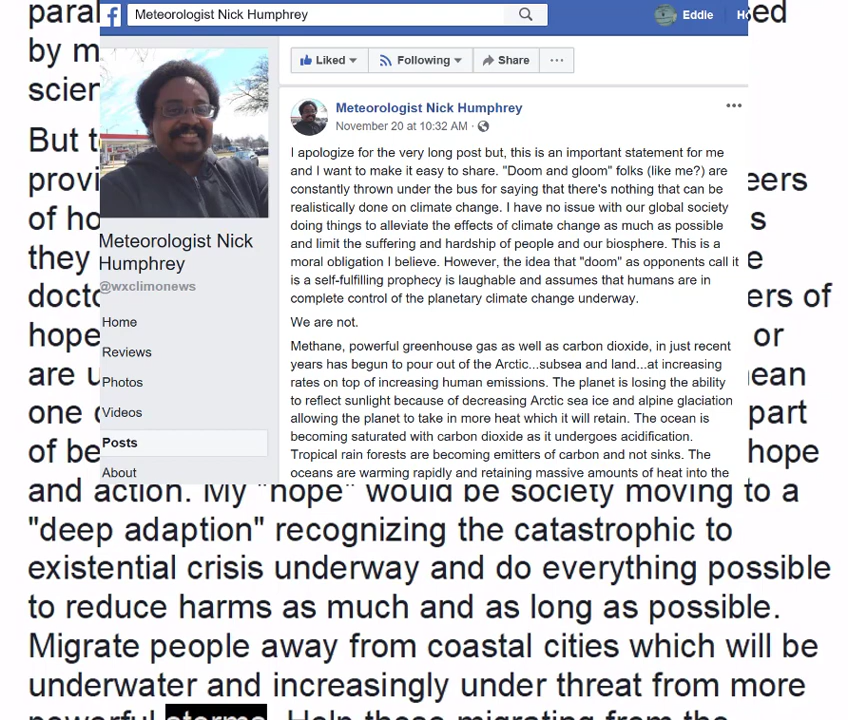 paral
ed
by m
scien
But t
provi
eers
of ho
s
they
e
docto
ers of
hope
or
are u
ean
one
part
of be
hope
Meteorologist Nick Humphrey
Eddie
Ho
Meteorologist Nick
Humphrey
@wxclimonews
Home
Reviews
Photos
Videos
Posts
About
Liked
Following
Share
Meteorologist Nick Humphrey
November 20 at 10:32 AM ·
I apologize for the very long post but, this is an important statement for me
and I want to make it easy to share. "Doom and gloom" folks (like me?) are
constantly thrown under the bus for saying that there's nothing that can be
realistically done on climate change. I have no issue with our global society
doing things to alleviate the effects of climate change as much as possible
and limit the suffering and hardship of people and our biosphere. This is a
moral obligation I believe. However, the idea that "doom" as opponents call it
is a self-fulfilling prophecy is laughable and assumes that humans are in
complete control of the planetary climate change underway.
We are not.
Methane, powerful greenhouse gas as well as carbon dioxide, in just recent
years has begun to pour out of the Arctic...subsea and land...at increasing
rates on top of increasing human emissions. The planet is losing the ability
to reflect sunlight because of decreasing Arctic sea ice and alpine glaciation
allowing the planet to take in more heat which it will retain. The ocean is
becoming saturated with carbon dioxide as it undergoes acidification.
Tropical rain forests are becoming emitters of carbon and not sinks. The
oceans are warming rapidly and retaining massive amounts of heat into the
and action. My "hope" would be society moving to a
"deep adaption" recognizing the catastrophic to
existential crisis underway and do everything possible
to reduce harms as much and as long as possible.
Migrate people away from coastal cities which will be
underwater and increasingly under threat from more
powerful storms. Help those migrating from the